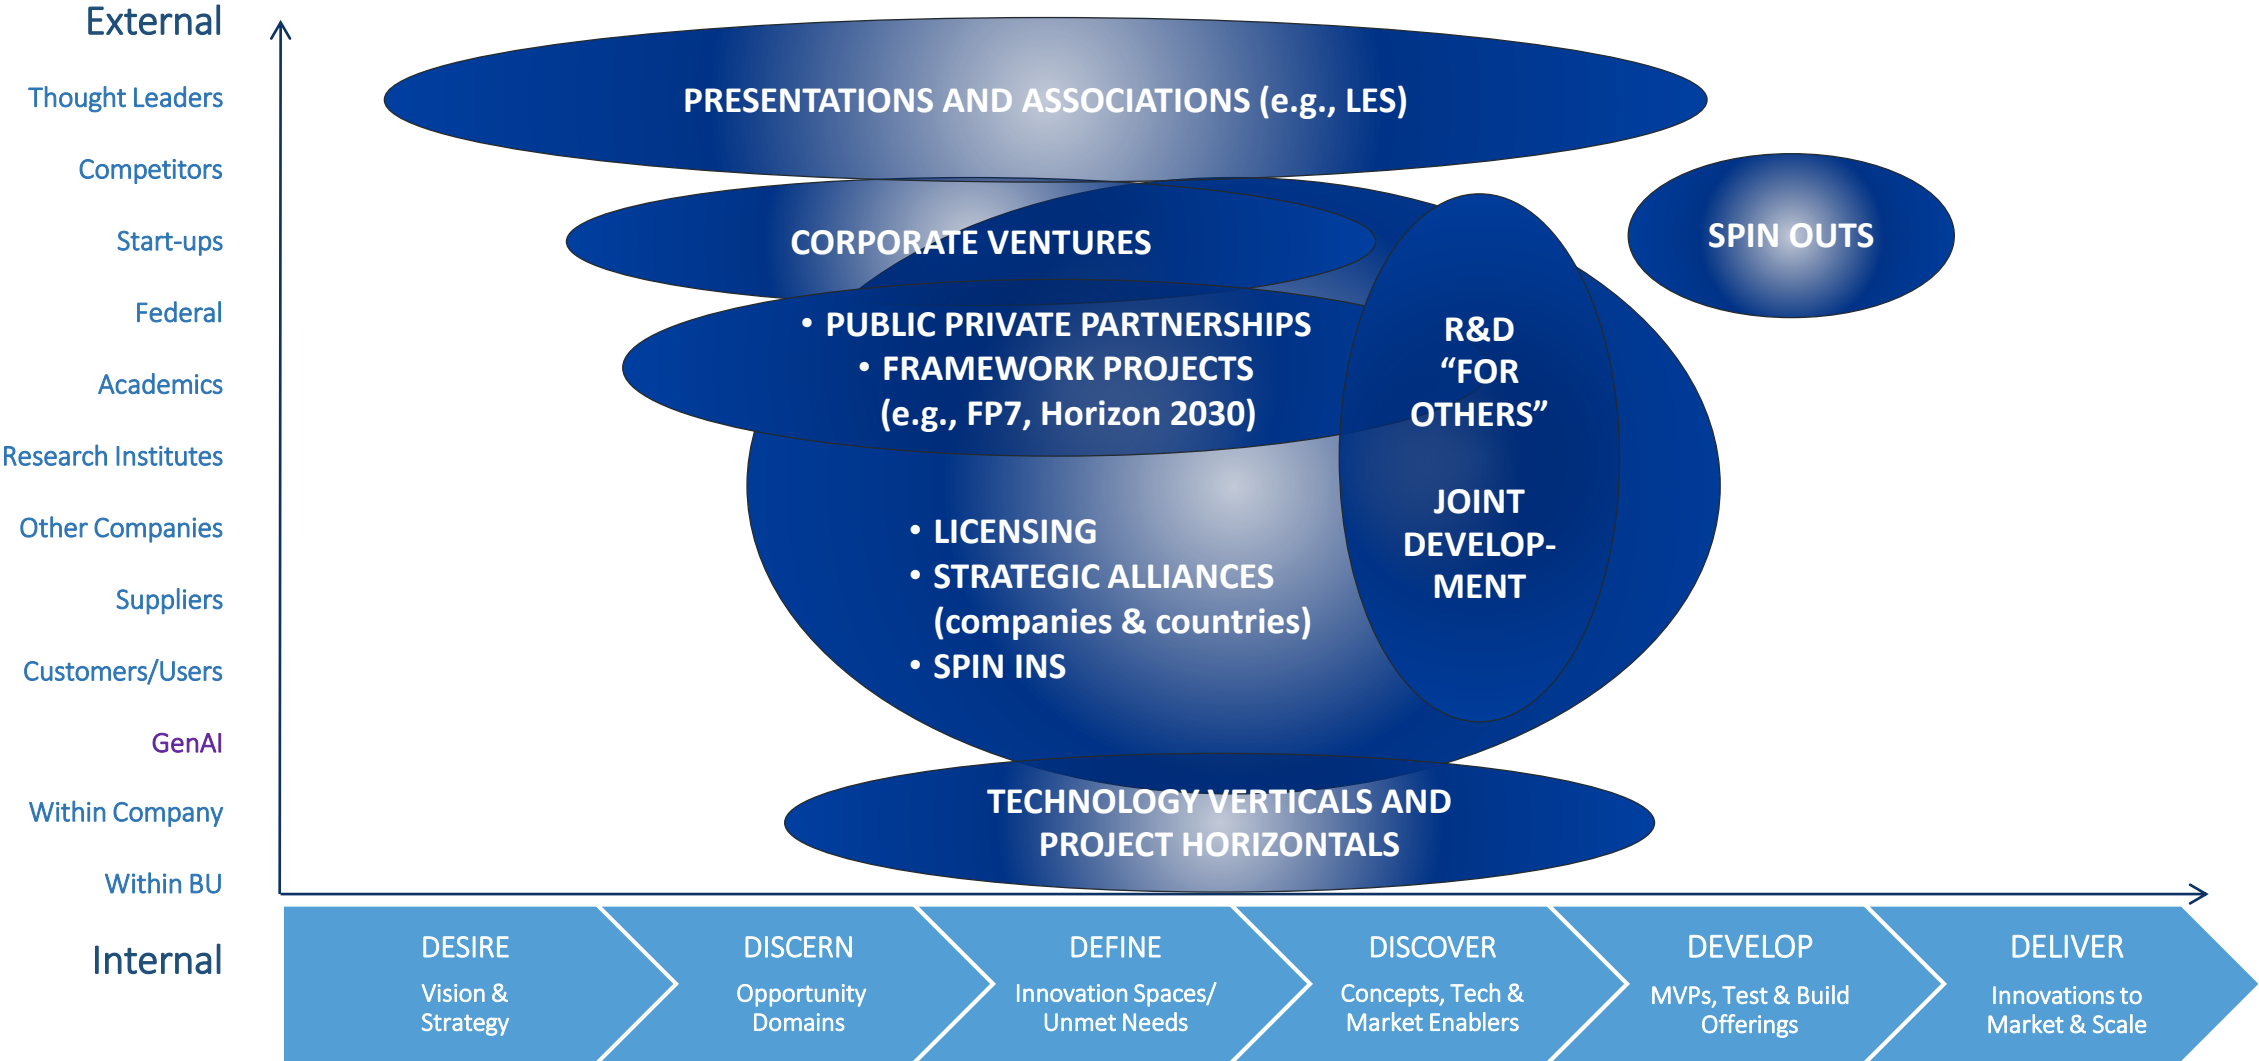 External
Thought Leaders
Competitors
Start-ups
Federal
Academics
Research Institutes
Other Companies
Suppliers
Customers/Users
GenAI
Within Company
Within BU
Internal
PRESENTATIONS AND ASSOCIATIONS (e.g., LES)
CORPORATE VENTURES
SPIN OUTS
• PUBLIC PRIVATE PARTNERSHIPS
• FRAMEWORK PROJECTS
(e.g., FP7, Horizon 2030)
R&D
“FOR
OTHERS”
JOINT
DEVELOP-
MENT
• LICENSING
• STRATEGIC ALLIANCES
(companies & countries)
• SPIN INS
TECHNOLOGY VERTICALS AND
PROJECT HORIZONTALS
DESIRE
Vision &
Strategy
DISCERN
Opportunity
Domains
DEFINE
Innovation Spaces/
Unmet Needs
DISCOVER
Concepts, Tech &
Market Enablers
DEVELOP
MVPs, Test & Build
Offerings
DELIVER
Innovations to
Market & Scale